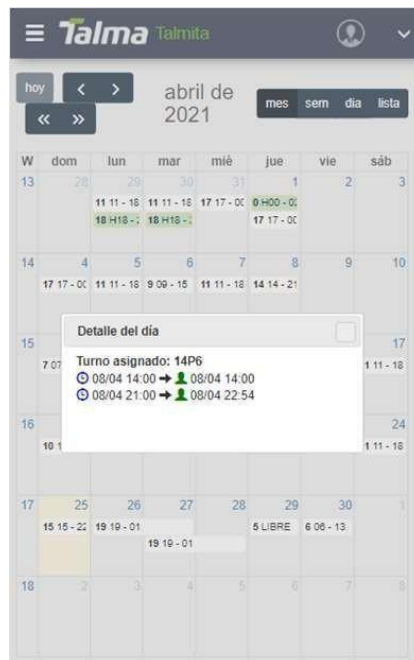 Talma Talmita
hoy
abril de
2021
mes sem dia lista
W dom lun mar mié jue vie sáb
13 28 29 30 31 1 2 3
11 11 - 18 11 11 - 18 17 17 - 00 0 H00 - 02
18 H18 - 18 H18 - 17 17 - 00
14 4 5 6 7 8 9 10
17 17 - 00 11 11 - 18 9 09 - 15 11 11 - 18 14 14 - 21
Detalle del día
15 17
Turno asignado: 14P6
7 07 1 11 - 18
08/04 14:00 08/04 14:00
08/04 21:00 08/04 22:54
16 24
10 1 1 11 - 18
17 25 26 27 28 29 30 1
15 15 - 22 19 19 - 01 5 LIBRE 6 06 - 13
19 19 - 01
18 2 3 4 5 6 7 8